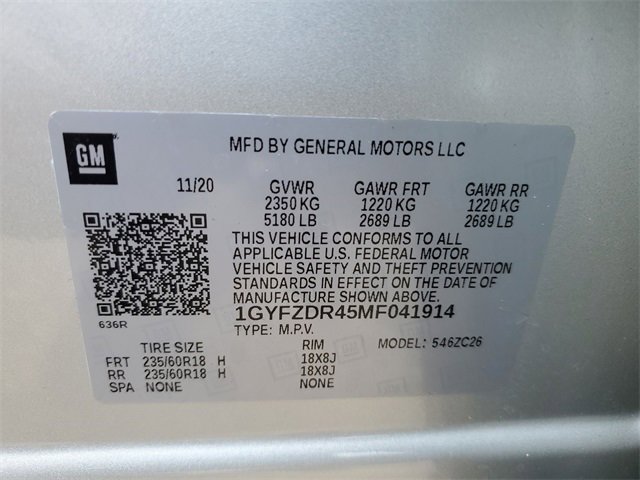 GM
MFD BY GENERAL MOTORS LLC
11/20 GVWR GAWR FRT GAWR RR
2350 KG 1220 KG 1220 KG
5180 LB 2689 LB 2689 LB
THIS VEHICLE CONFORMS TO ALL
APPLICABLE U.S. FEDERAL MOTOR
VEHICLE SAFETY AND THEFT PREVENTION
STANDARDS IN EFFECT ON THE DATE OF
MANUFACTURE SHOWN ABOVE.
636R
1GYFZDR45MF041914
TYPE: M.P.V. MODEL: 546ZC26
TIRE SIZE RIM
FRT 235/60R18 H 18X8J
RR 235/60R18 H 18X8J
SPA NONE NONE